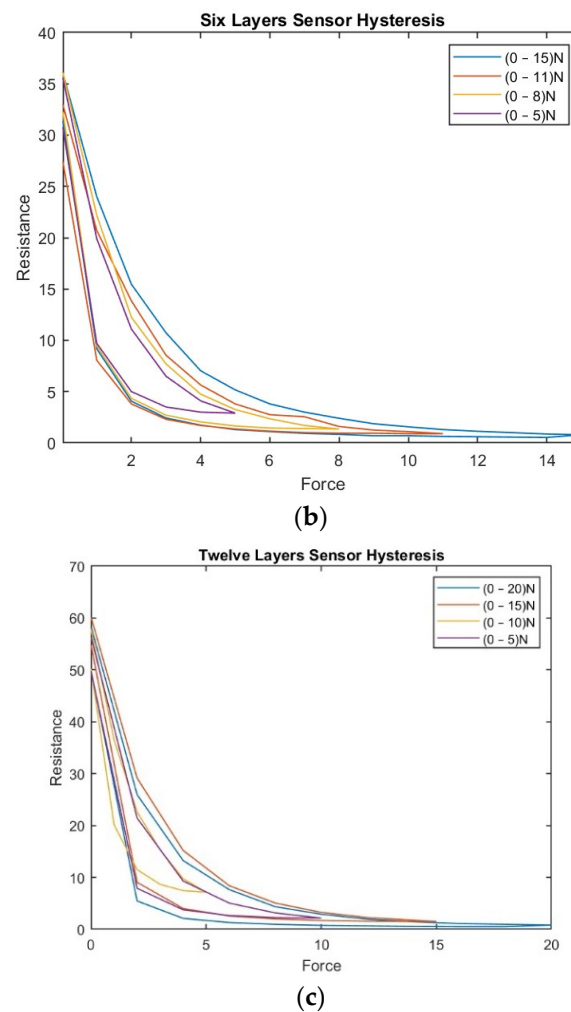 Six Layers Sensor Hysteresis
40
35
30
25
20
15
10
5
0
Resistance
(0 – 15)N
(0 – 11)N
(0 – 8)N
(0 – 5)N
2 4 6 8 10 12 14
Force
(b)
Twelve Layers Sensor Hysteresis
70
60
50
40
30
20
10
0
Resistance
(0 – 20)N
(0 – 15)N
(0 – 10)N
(0 – 5)N
0 5 10 15 20
Force
(c)